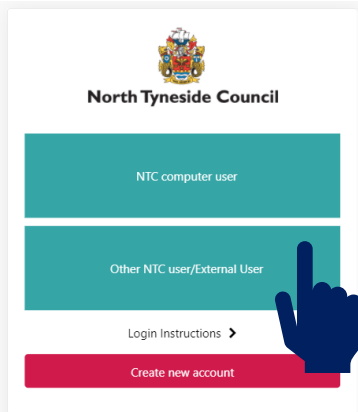 North Tyneside Council
NTC computer user
Other NTC user/External User
Login Instructions
Create new account